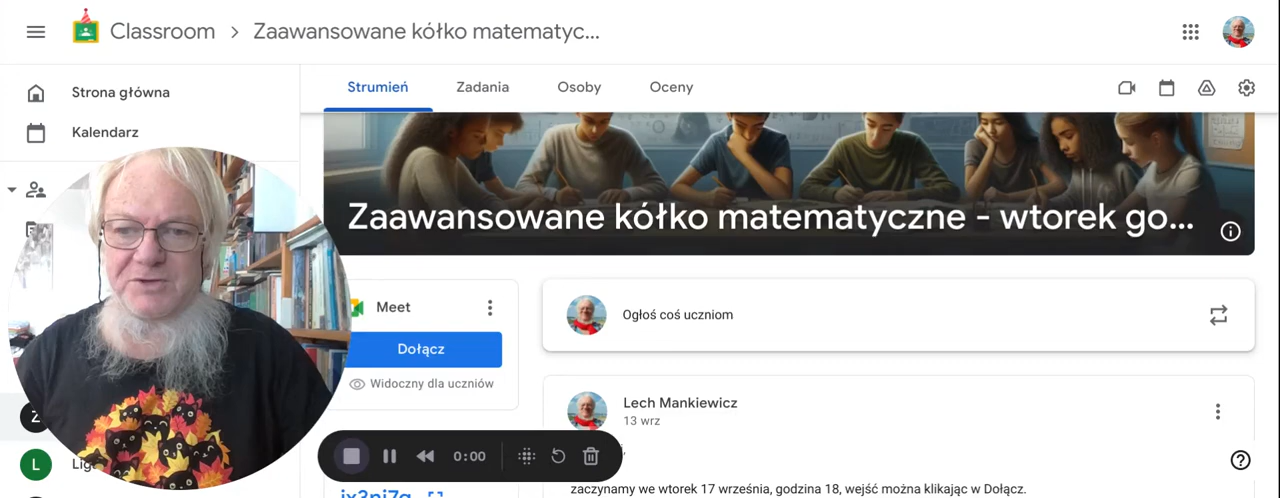 Classroom > Zaawansowane kółko matematyc...
Strona główna
Kalendarz
Strumień Zadania Osoby Oceny
Zaawansowane kółko matematyczne - wtorek go...
Meet
Dołącz
Widoczny dla uczniów
Ogłoś coś uczniom
Lech Mankiewicz
13 wrz
0:00
Z
L
zaczynamy we wtorek 17 września, godzina 18, wejść można klikając w Dołącz.